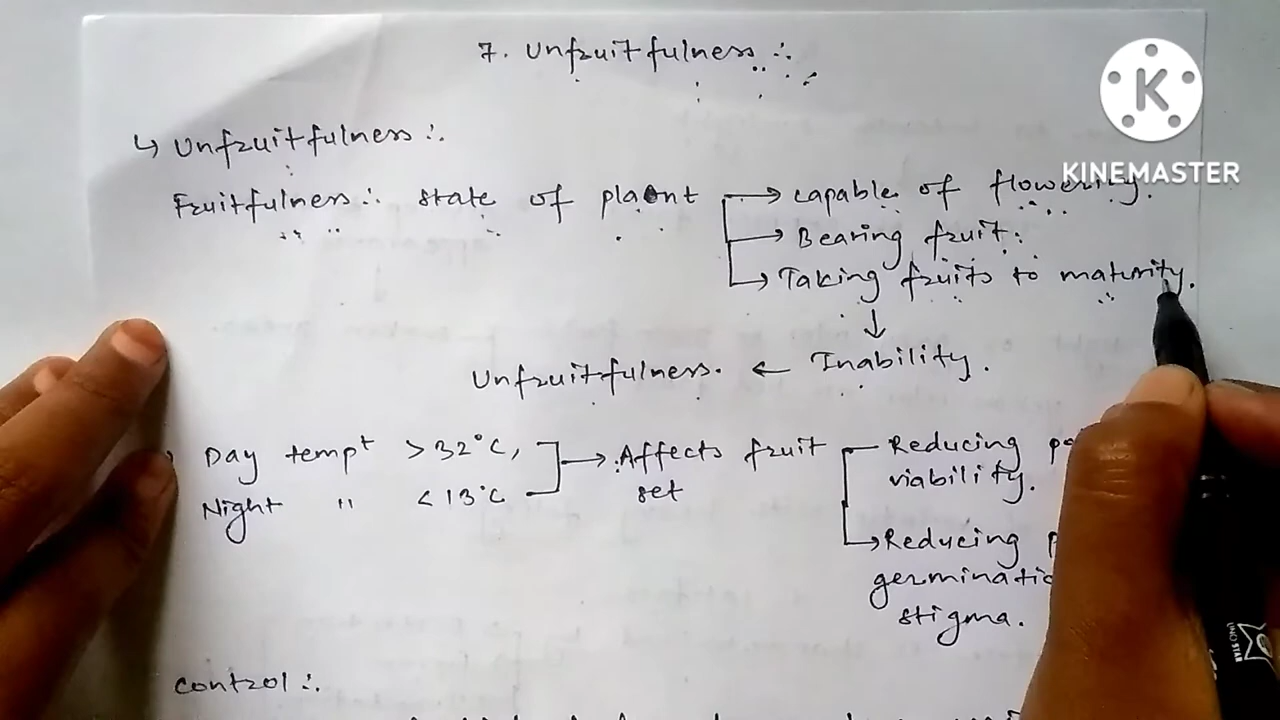 7. Unfruitfulness :.
KINEMASTER
↳ Unfruitfulness :.
Fruitfulness :. state of plant → capable of flowering.
→ Bearing fruit.
→ Taking fruits to maturity.
↓
Unfruitfulness. ← Inability.
Day tempt > 32°C, → Affects fruit set
Night " < 13°C
Reducing
viability.
→ Reducing
germinatio
stigma.
control :.